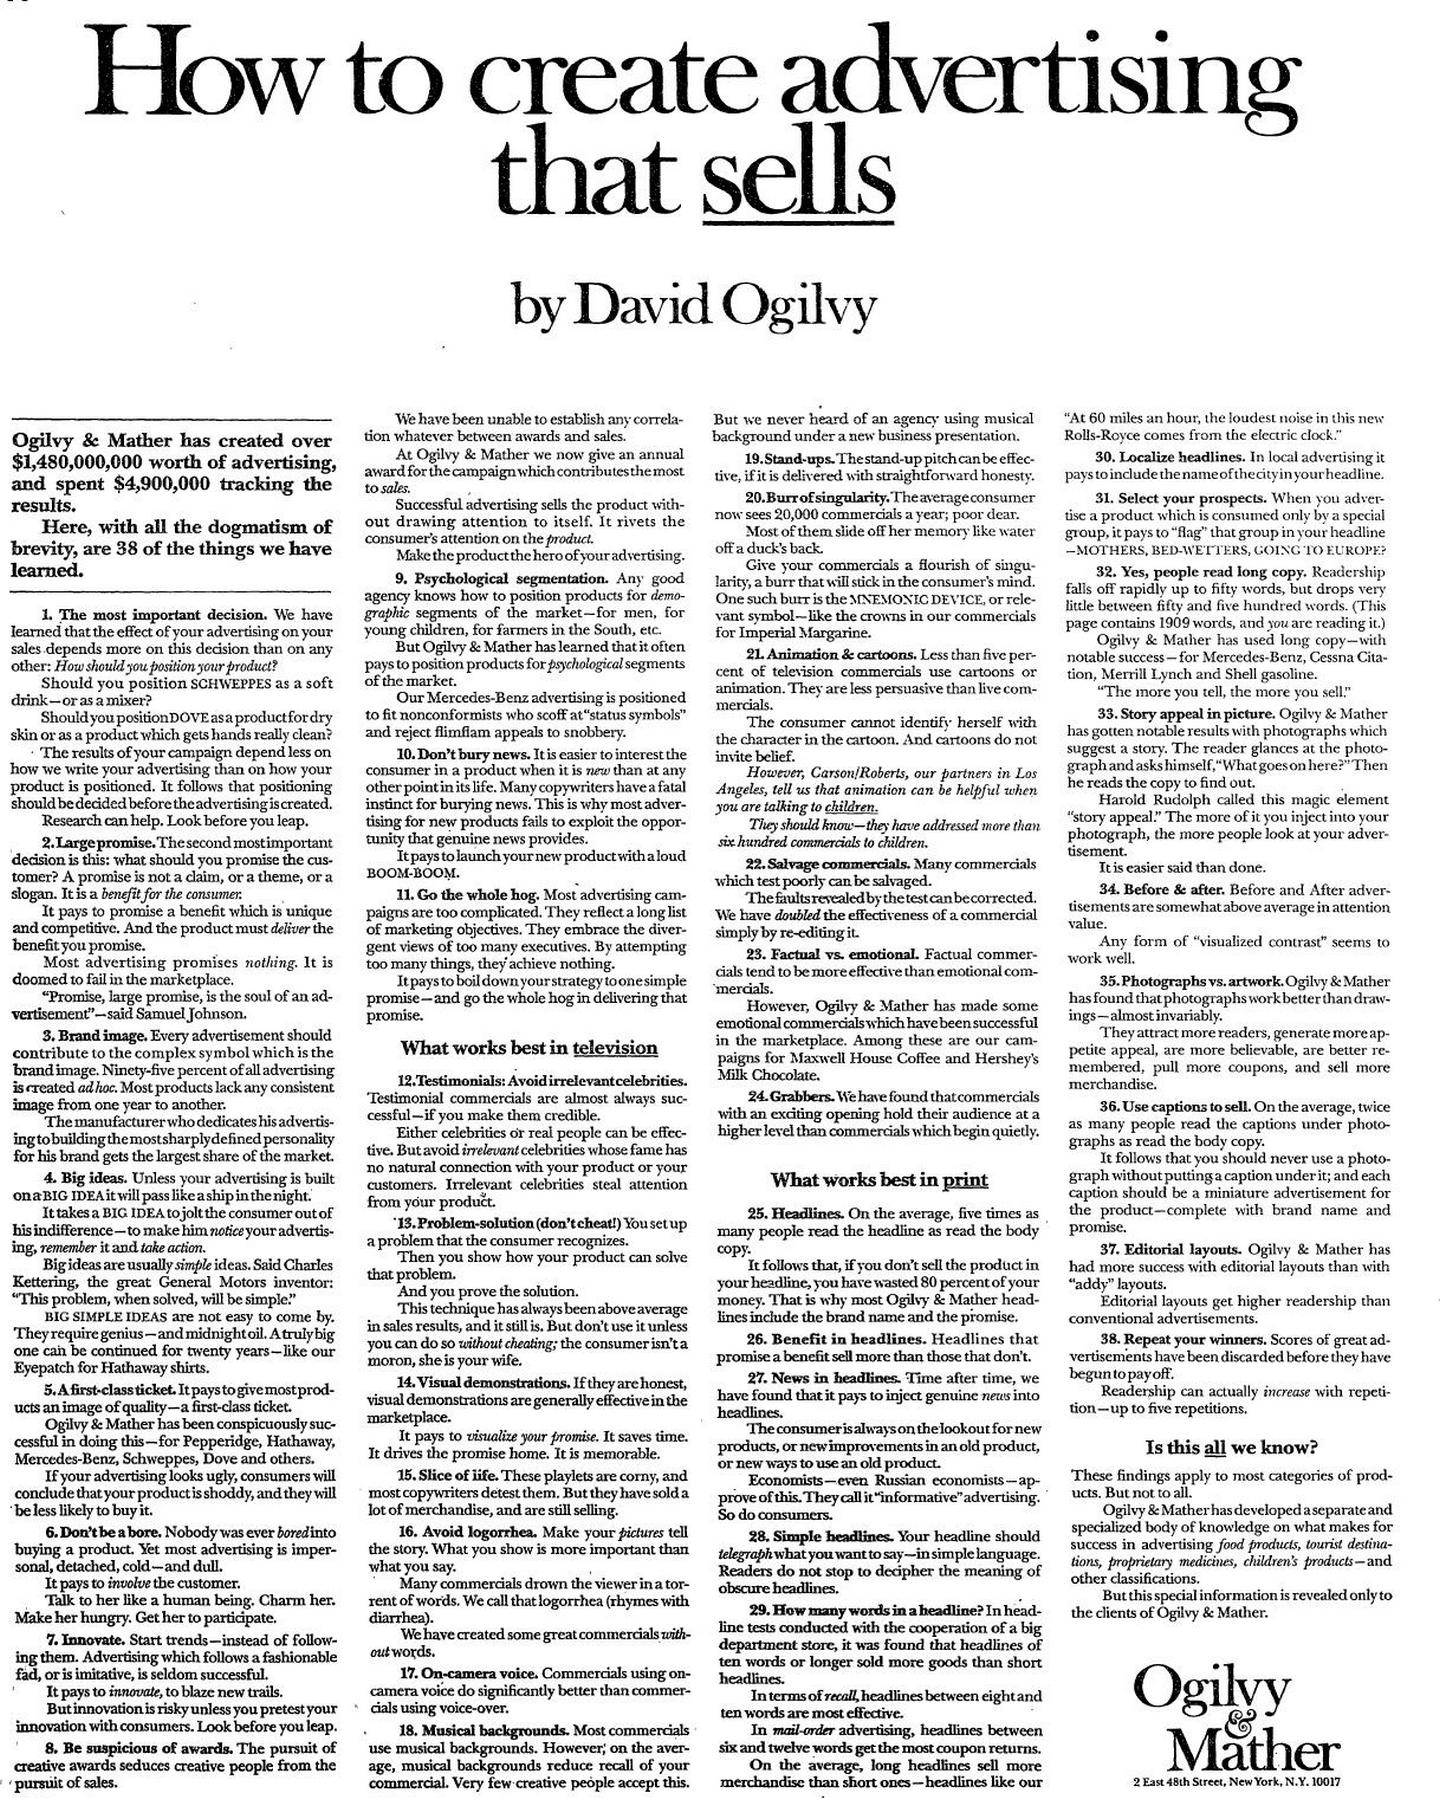 How to create advertising
that sells
by David Ogilvy
Ogilvy & Mather has created over
$1,480,000,000 worth of advertising,
and spent $4,900,000 tracking the
results.
Here, with all the dogmatism of
brevity, are 38 of the things we have
learned.
1. The most important decision. We have
learned that the effect of your advertising on your
sales depends more on this decision than on any
other: How should you position your product?
Should you position SCHWEPPES as a soft
drink—or as a mixer?
Should you position DOVE as a product for dry
skin or as a product which gets hands really clean?
The results of your campaign depend less on
how we write your advertising than on how your
product is positioned. It follows that positioning
should be decided before the advertising is created.
Research can help. Look before you leap.
2. Large promise. The second most important
decision is this: what should you promise the cus-
tomer? A promise is not a claim, or a theme, or a
slogan. It is a benefit for the consumer.
It pays to promise a benefit which is unique
and competitive. And the product must deliver the
benefit you promise.
Most advertising promises nothing. It is
doomed to fail in the marketplace.
"Promise, large promise, is the soul of an ad-
vertisement"—said Samuel Johnson.
3. Brand image. Every advertisement should
contribute to the complex symbol which is the
brand image. Ninety-five percent of all advertising
is created ad hoc. Most products lack any consistent
image from one year to another.
The manufacturer who dedicates his advertis-
ing to building the most sharply defined personality
for his brand gets the largest share of the market.
4. Big ideas. Unless your advertising is built
on a BIG IDEA it will pass like a ship in the night.
It takes a BIG IDEA to jolt the consumer out of
his indifference—to make him notice your advertis-
ing, remember it and take action.
Big ideas are usually simple ideas. Said Charles
Kettering, the great General Motors inventor:
"This problem, when solved, will be simple."
BIG SIMPLE IDEAS are not easy to come by.
They require genius—and midnight oil. A truly big
one can be continued for twenty years—like our
Eyepatch for Hathaway shirts.
5. A first-class ticket. It pays to give most prod-
ucts an image of quality—a first-class ticket.
Ogilvy & Mather has been conspicuously suc-
cessful in doing this—for Pepperidge, Hathaway,
Mercedes-Benz, Schweppes, Dove and others.
If your advertising looks ugly, consumers will
conclude that your product is shoddy, and they will
be less likely to buy it.
6. Don't be a bore. Nobody was ever bored into
buying a product. Yet most advertising is imper-
sonal, detached, cold—and dull.
It pays to involve the customer.
Talk to her like a human being. Charm her.
Make her hungry. Get her to participate.
7. Innovate. Start trends—instead of follow-
ing them. Advertising which follows a fashionable
fad, or is imitative, is seldom successful.
It pays to innovate, to blaze new trails.
But innovation is risky unless you pretest your
innovation with consumers. Look before you leap.
8. Be suspicious of awards. The pursuit of
creative awards seduces creative people from the
pursuit of sales.
We have been unable to establish any correla-
tion whatever between awards and sales.
At Ogilvy & Mather we now give an annual
award for the campaign which contributes the most
to sales.
Successful advertising sells the product with-
out drawing attention to itself. It rivets the
consumer's attention on the product.
Make the product the hero of your advertising.
9. Psychological segmentation. Any good
agency knows how to position products for demo-
graphic segments of the market—for men, for
young children, for farmers in the South, etc.
But Ogilvy & Mather has learned that it often
pays to position products for psychological segments
of the market.
Our Mercedes-Benz advertising is positioned
to fit nonconformists who scoff at "status symbols"
and reject flimflam appeals to snobbery.
10. Don't bury news. It is easier to interest the
consumer in a product when it is new than at any
other point in its life. Many copywriters have a fatal
instinct for burying news. This is why most adver-
tising for new products fails to exploit the oppor-
tunity that genuine news provides.
It pays to launch your new product with a loud
BOOM-BOOM.
11. Go the whole hog. Most advertising cam-
paigns are too complicated. They reflect a long list
of marketing objectives. They embrace the diver-
gent views of too many executives. By attempting
too many things, they achieve nothing.
It pays to boil down your strategy to one simple
promise—and go the whole hog in delivering that
promise.
What works best in television
12. Testimonials: Avoid irrelevant celebrities.
Testimonial commercials are almost always suc-
cessful—if you make them credible.
Either celebrities or real people can be effec-
tive. But avoid irrelevant celebrities whose fame has
no natural connection with your product or your
customers. Irrelevant celebrities steal attention
from your product.
13. Problem-solution (don't cheat!) You set up
a problem that the consumer recognizes.
Then you show how your product can solve
that problem.
And you prove the solution.
This technique has always been above average
in sales results, and it still is. But don't use it unless
you can do so without cheating; the consumer isn't a
moron, she is your wife.
14. Visual demonstrations. If they are honest,
visual demonstrations are generally effective in the
marketplace.
It pays to visualize your promise. It saves time.
It drives the promise home. It is memorable.
15. Slice of life. These playlets are corny, and
most copywriters detest them. But they have sold a
lot of merchandise, and are still selling.
16. Avoid logorrhea. Make your pictures tell
the story. What you show is more important than
what you say.
Many commercials drown the viewer in a tor-
rent of words. We call that logorrhea (rhymes with
diarrhea).
We have created some great commercials with-
out words.
17. On-camera voice. Commercials using on-
camera voice do significantly better than commer-
cials using voice-over.
18. Musical backgrounds. Most commercials
use musical backgrounds. However, on the aver-
age, musical backgrounds reduce recall of your
commercial. Very few creative people accept this.
But we never heard of an agency using musical
background under a new business presentation.
19. Stand-ups. The stand-up pitch can be effec-
tive, if it is delivered with straightforward honesty.
20. Burr of singularity. The average consumer
now sees 20,000 commercials a year; poor dear.
Most of them slide off her memory like water
off a duck's back.
Give your commercials a flourish of singu-
larity, a burr that will stick in the consumer's mind.
One such burr is the MNEMONIC DEVICE, or rele-
vant symbol—like the crowns in our commercials
for Imperial Margarine.
21. Animation & cartoons. Less than five per-
cent of television commercials use cartoons or
animation. They are less persuasive than live com-
mercials.
The consumer cannot identify herself with
the character in the cartoon. And cartoons do not
invite belief.
However, Carson/Roberts, our partners in Los
Angeles, tell us that animation can be helpful when
you are talking to children.
They should know—they have addressed more than
six hundred commercials to children.
22. Salvage commercials. Many commercials
which test poorly can be salvaged.
The faults revealed by the test can be corrected.
We have doubled the effectiveness of a commercial
simply by re-editing it.
23. Factual vs. emotional. Factual commer-
cials tend to be more effective than emotional com-
mercials.
However, Ogilvy & Mather has made some
emotional commercials which have been successful
in the marketplace. Among these are our cam-
paigns for Maxwell House Coffee and Hershey's
Milk Chocolate.
24. Grabbers. We have found that commercials
with an exciting opening hold their audience at a
higher level than commercials which begin quietly.
What works best in print
25. Headlines. On the average, five times as
many people read the headline as read the body
copy.
It follows that, if you don't sell the product in
your headline, you have wasted 80 percent of your
money. That is why most Ogilvy & Mather head-
lines include the brand name and the promise.
26. Benefit in headlines. Headlines that
promise a benefit sell more than those that don't.
27. News in headlines. Time after time, we
have found that it pays to inject genuine news into
headlines.
The consumer is always on the lookout for new
products, or new improvements in an old product,
or new ways to use an old product.
Economists—even Russian economists—ap-
prove of this. They call it "informative" advertising.
So do consumers.
28. Simple headlines. Your headline should
telegraph what you want to say—in simple language.
Readers do not stop to decipher the meaning of
obscure headlines.
29. How many words in a headline? In head-
line tests conducted with the cooperation of a big
department store, it was found that headlines of
ten words or longer sold more goods than short
headlines.
In terms of recall, headlines between eight and
ten words are most effective.
In mail-order advertising, headlines between
six and twelve words get the most coupon returns.
On the average, long headlines sell more
merchandise than short ones—headlines like our
"At 60 miles an hour, the loudest noise in this new
Rolls-Royce comes from the electric clock."
30. Localize headlines. In local advertising it
pays to include the name of the city in your headline.
31. Select your prospects. When you adver-
tise a product which is consumed only by a special
group, it pays to "flag" that group in your headline
—MOTHERS, BED-WETTERS, GOING TO EUROPE?
32. Yes, people read long copy. Readership
falls off rapidly up to fifty words, but drops very
little between fifty and five hundred words. (This
page contains 1909 words, and you are reading it.)
Ogilvy & Mather has used long copy—with
notable success—for Mercedes-Benz, Cessna Cita-
tion, Merrill Lynch and Shell gasoline.
"The more you tell, the more you sell."
33. Story appeal in picture. Ogilvy & Mather
has gotten notable results with photographs which
suggest a story. The reader glances at the photo-
graph and asks himself, "What goes on here?" Then
he reads the copy to find out.
Harold Rudolph called this magic element
"story appeal." The more of it you inject into your
photograph, the more people look at your adver-
tisement.
It is easier said than done.
34. Before & after. Before and After adver-
tisements are somewhat above average in attention
value.
Any form of "visualized contrast" seems to
work well.
35. Photographs vs. artwork. Ogilvy & Mather
has found that photographs work better than draw-
ings—almost invariably.
They attract more readers, generate more ap-
petite appeal, are more believable, are better re-
membered, pull more coupons, and sell more
merchandise.
36. Use captions to sell. On the average, twice
as many people read the captions under photo-
graphs as read the body copy.
It follows that you should never use a photo-
graph without putting a caption under it; and each
caption should be a miniature advertisement for
the product—complete with brand name and
promise.
37. Editorial layouts. Ogilvy & Mather has
had more success with editorial layouts than with
"addy" layouts.
Editorial layouts get higher readership than
conventional advertisements.
38. Repeat your winners. Scores of great ad-
vertisements have been discarded before they have
begun to pay off.
Readership can actually increase with repeti-
tion—up to five repetitions.
Is this all we know?
These findings apply to most categories of prod-
ucts. But not to all.
Ogilvy & Mather has developed a separate and
specialized body of knowledge on what makes for
success in advertising food products, tourist destina-
tions, proprietary medicines, children's products—and
other classifications.
But this special information is revealed only to
the clients of Ogilvy & Mather.
Ogilvy
&
Mather
2 East 48th Street, New York, N.Y. 10017